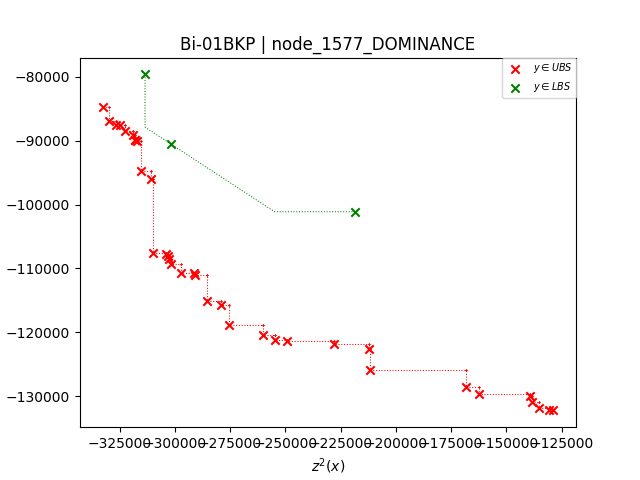 Bi-01BKP | node_1577_DOMINANCE
y ∈ UBS
y ∈ LBS
−80000
−90000
−100000
−110000
−120000
−130000
−325000 −300000 −275000 −250000 −225000 −200000 −175000 −150000 −125000
z²(x)